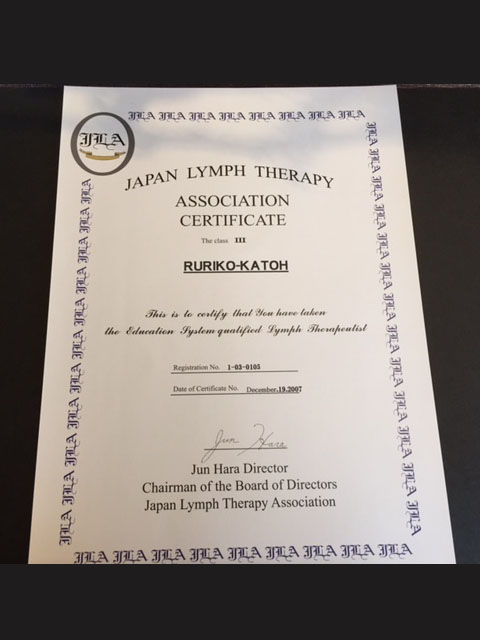 JLA JLA JLA JLA JLA JLA JLA JLA
JLA
JAPAN LYMPH THERAPY
ASSOCIATION
CERTIFICATE
The class III
RURIKO-KATOH
This is to certify that You have taken
the Education System quatified Lymph Therapeutist
Registration No. 1-03-0105
Date of Certificate No. December.19.2007
Jun Hara
Jun Hara Director
Chairman of the Board of Directors
Japan Lymph Therapy Association
JLA JLA JLA JLA JLA JLA JLA JLA JLA